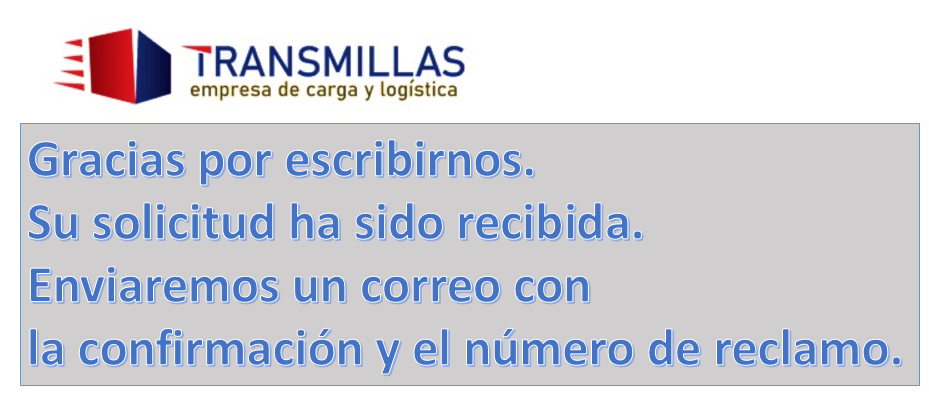 TRANSMILLAS
empresa de carga y logística
Gracias por escribirnos.
Su solicitud ha sido recibida.
Enviaremos un correo con
la confirmación y el número de reclamo.